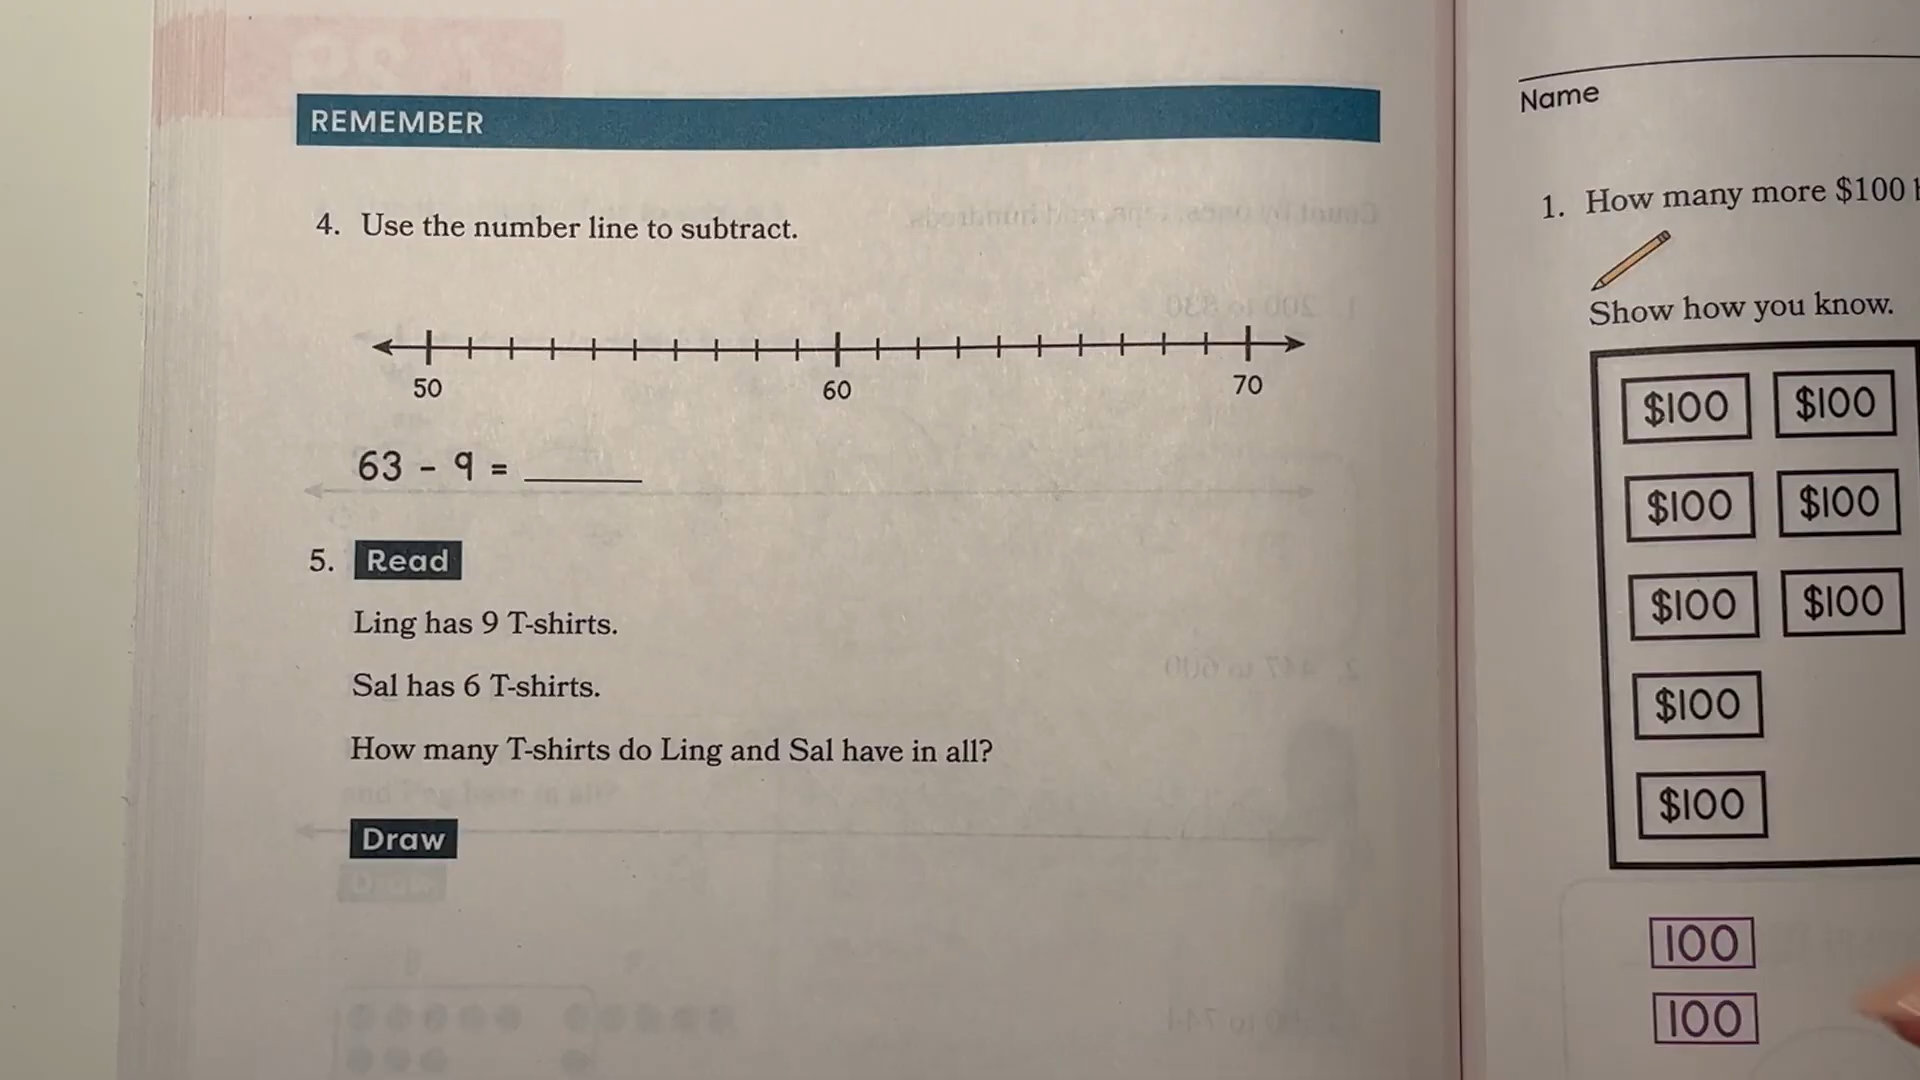 REMEMBER
4. Use the number line to subtract.
50 60 70
63 - 9 = ______
5. Read
Ling has 9 T-shirts.
Sal has 6 T-shirts.
How many T-shirts do Ling and Sal have in all?
Draw
Name
1. How many more $100
Show how you know.
$100 $100
$100 $100
$100 $100
$100
$100
100
100